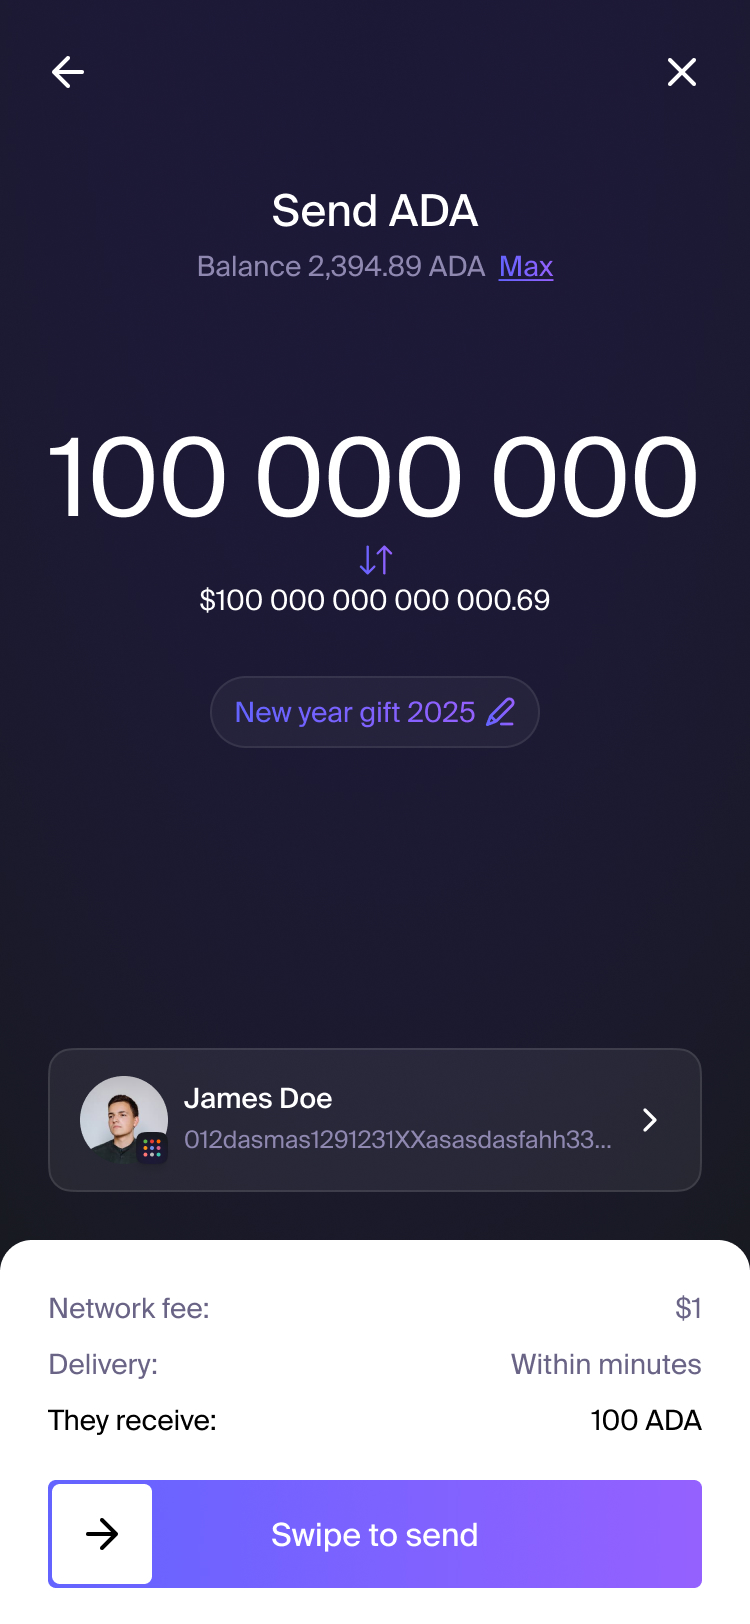 Send ADA
Balance 2,394.89 ADA Max
100 000 000
$100 000 000 000 000.69
New year gift 2025
James Doe
012dasmas1291231XXasasdasfahh33...
Network fee: $1
Delivery: Within minutes
They receive: 100 ADA
Swipe to send